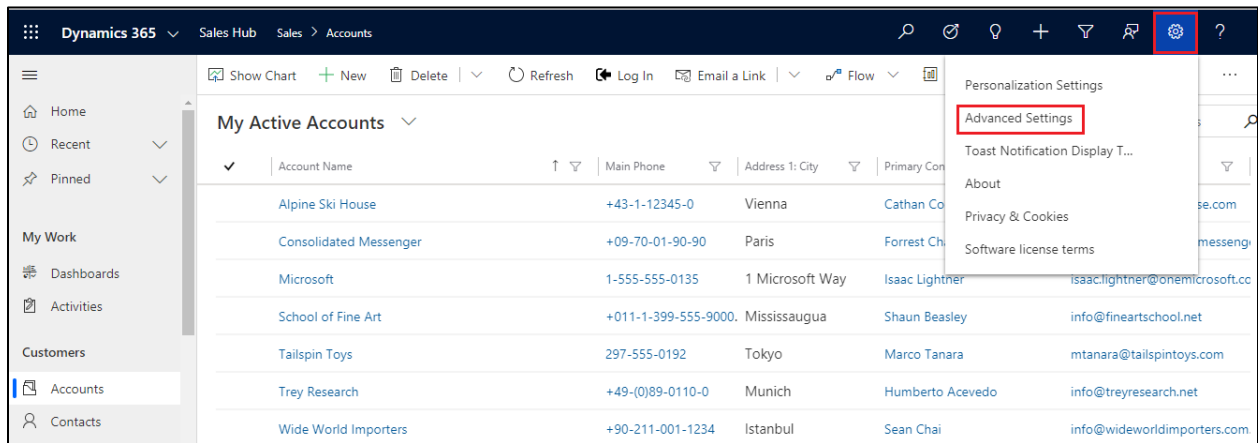 Dynamics 365 Sales Hub Sales > Accounts ?
Show Chart + New Delete Refresh Log In Email a Link Flow ...
Personalization Settings
Advanced Settings
Toast Notification Display T...
About
Privacy & Cookies
Software license terms
Home
Recent
Pinned
My Work
Dashboards
Activities
Customers
Accounts
Contacts
My Active Accounts s
Account Name Main Phone Address 1: City Primary Con
Alpine Ski House +43-1-12345-0 Vienna Cathan Co se.com
Consolidated Messenger +09-70-01-90-90 Paris Forrest Ch messenge
Microsoft 1-555-555-0135 1 Microsoft Way Isaac Lightner isaac.lightner@onemicrosoft.co
School of Fine Art +011-1-399-555-9000. Mississaugua Shaun Beasley info@fineartschool.net
Tailspin Toys 297-555-0192 Tokyo Marco Tanara mtanara@tailspintoys.com
Trey Research +49-(0)89-0110-0 Munich Humberto Acevedo info@treyresearch.net
Wide World Importers +90-211-001-1234 Istanbul Sean Chai info@wideworldimporters.com